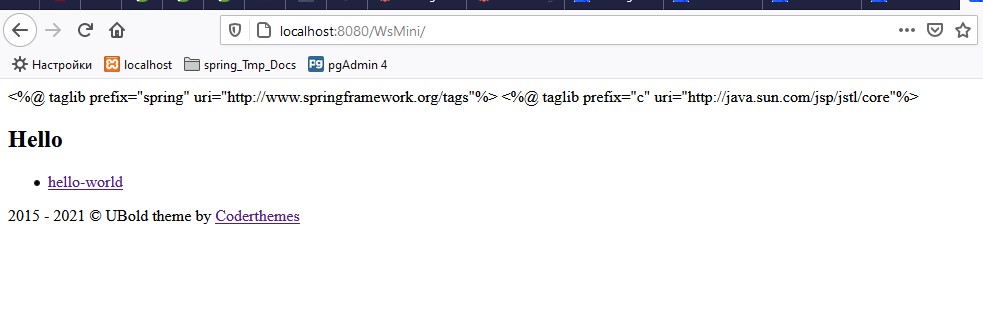 localhost:8080/WsMini/
Настройки localhost spring_Tmp_Docs pgAdmin 4
<%@ taglib prefix="spring" uri="http://www.springframework.org/tags"%> <%@ taglib prefix="c" uri="http://java.sun.com/jsp/jstl/core"%>
Hello
hello-world
2015 - 2021 © UBold theme by Coderthemes